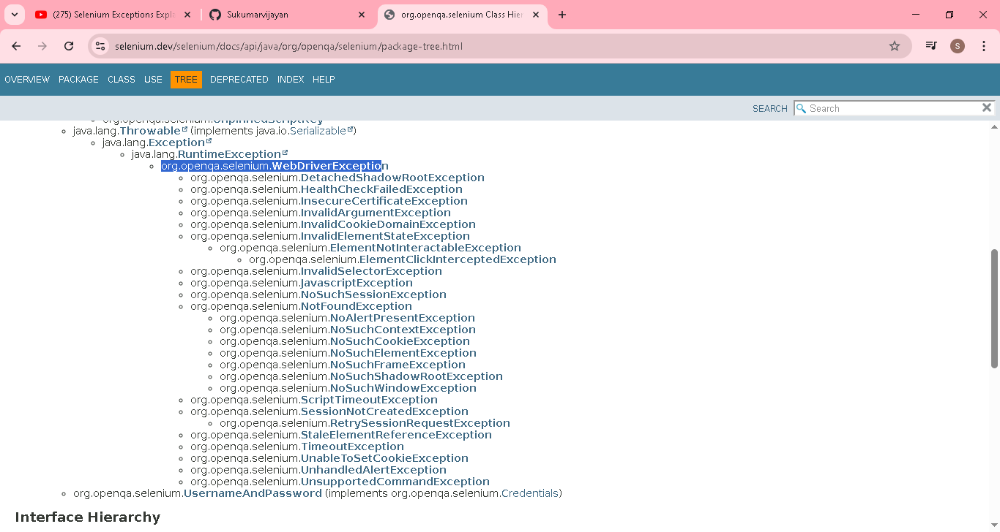 (275) Selenium Exceptions Expla
Sukumarvijayan
org.openqa.selenium Class Hier
selenium.dev/selenium/docs/api/java/org/openqa/selenium/package-tree.html
S
OVERVIEW PACKAGE CLASS USE TREE DEPRECATED INDEX HELP
SEARCH Search
org.openqa.selenium.UnpinnedScriptKey
java.lang.Throwable (implements java.io.Serializable)
java.lang.Exception
java.lang.RuntimeException
org.openqa.selenium.WebDriverException
org.openqa.selenium.DetachedShadowRootException
org.openqa.selenium.HealthCheckFailedException
org.openqa.selenium.InsecureCertificateException
org.openqa.selenium.InvalidArgumentException
org.openqa.selenium.InvalidCookieDomainException
org.openqa.selenium.InvalidElementStateException
org.openqa.selenium.ElementNotInteractableException
org.openqa.selenium.ElementClickInterceptedException
org.openqa.selenium.InvalidSelectorException
org.openqa.selenium.JavascriptException
org.openqa.selenium.NoSuchSessionException
org.openqa.selenium.NotFoundException
org.openqa.selenium.NoAlertPresentException
org.openqa.selenium.NoSuchContextException
org.openqa.selenium.NoSuchCookieException
org.openqa.selenium.NoSuchElementException
org.openqa.selenium.NoSuchFrameException
org.openqa.selenium.NoSuchShadowRootException
org.openqa.selenium.NoSuchWindowException
org.openqa.selenium.ScriptTimeoutException
org.openqa.selenium.SessionNotCreatedException
org.openqa.selenium.RetrySessionRequestException
org.openqa.selenium.StaleElementReferenceException
org.openqa.selenium.TimeoutException
org.openqa.selenium.UnableToSetCookieException
org.openqa.selenium.UnhandledAlertException
org.openqa.selenium.UnsupportedCommandException
org.openqa.selenium.UsernameAndPassword (implements org.openqa.selenium.Credentials)
Interface Hierarchy